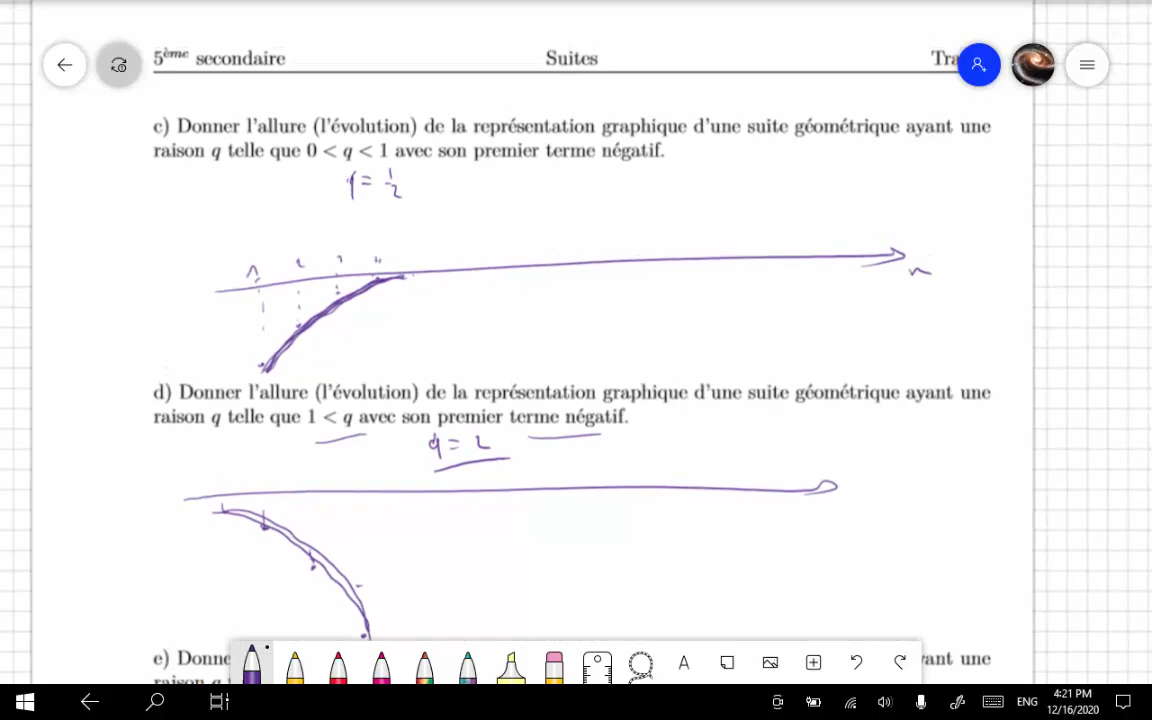 5ème secondaire Suites Tra
c) Donner l'allure (l'évolution) de la représentation graphique d'une suite géométrique ayant une
raison q telle que 0 < q < 1 avec son premier terme négatif.
q = 1/2
1 2 3 4
n
d) Donner l'allure (l'évolution) de la représentation graphique d'une suite géométrique ayant une
raison q telle que 1 < q avec son premier terme négatif.
q = 2
e) Donne ant une
raison q
A
ENG 4:21 PM
12/16/2020